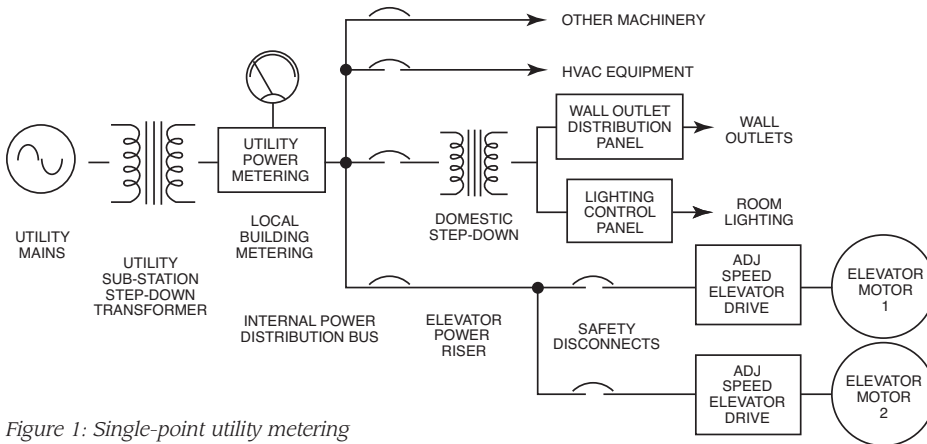 OTHER MACHINERY
HVAC EQUIPMENT
WALL OUTLET
DISTRIBUTION
PANEL
WALL
OUTLETS
UTILITY
POWER
METERING
LIGHTING
CONTROL
PANEL
ROOM
LIGHTING
UTILITY
MAINS
UTILITY
SUB-STATION
STEP-DOWN
TRANSFORMER
LOCAL
BUILDING
METERING
DOMESTIC
STEP-DOWN
INTERNAL POWER
DISTRIBUTION BUS
ELEVATOR
POWER
RISER
SAFETY
DISCONNECTS
ADJ
SPEED
ELEVATOR
DRIVE
ELEVATOR
MOTOR
1
ADJ
SPEED
ELEVATOR
DRIVE
ELEVATOR
MOTOR
2
Figure 1: Single-point utility metering